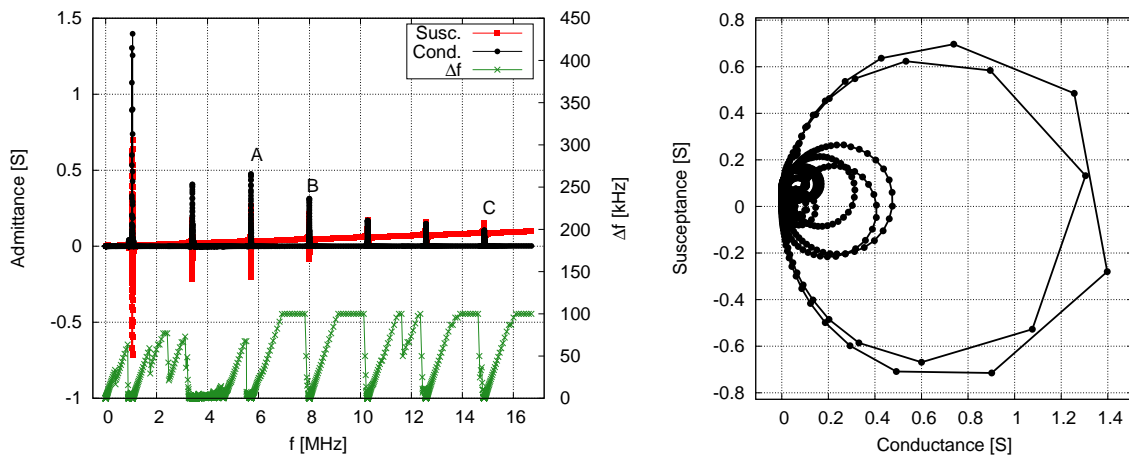 Susc.
Cond.
Δf
A
B
C
1.5
1
0.5
0
-0.5
-1
Admittance [S]
450
400
350
300
250
200
150
100
50
0
Δf [kHz]
0 2 4 6 8 10 12 14 16
f [MHz]
0.8
0.6
0.4
0.2
0
-0.2
-0.4
-0.6
-0.8
Susceptance [S]
0 0.2 0.4 0.6 0.8 1 1.2 1.4
Conductance [S]